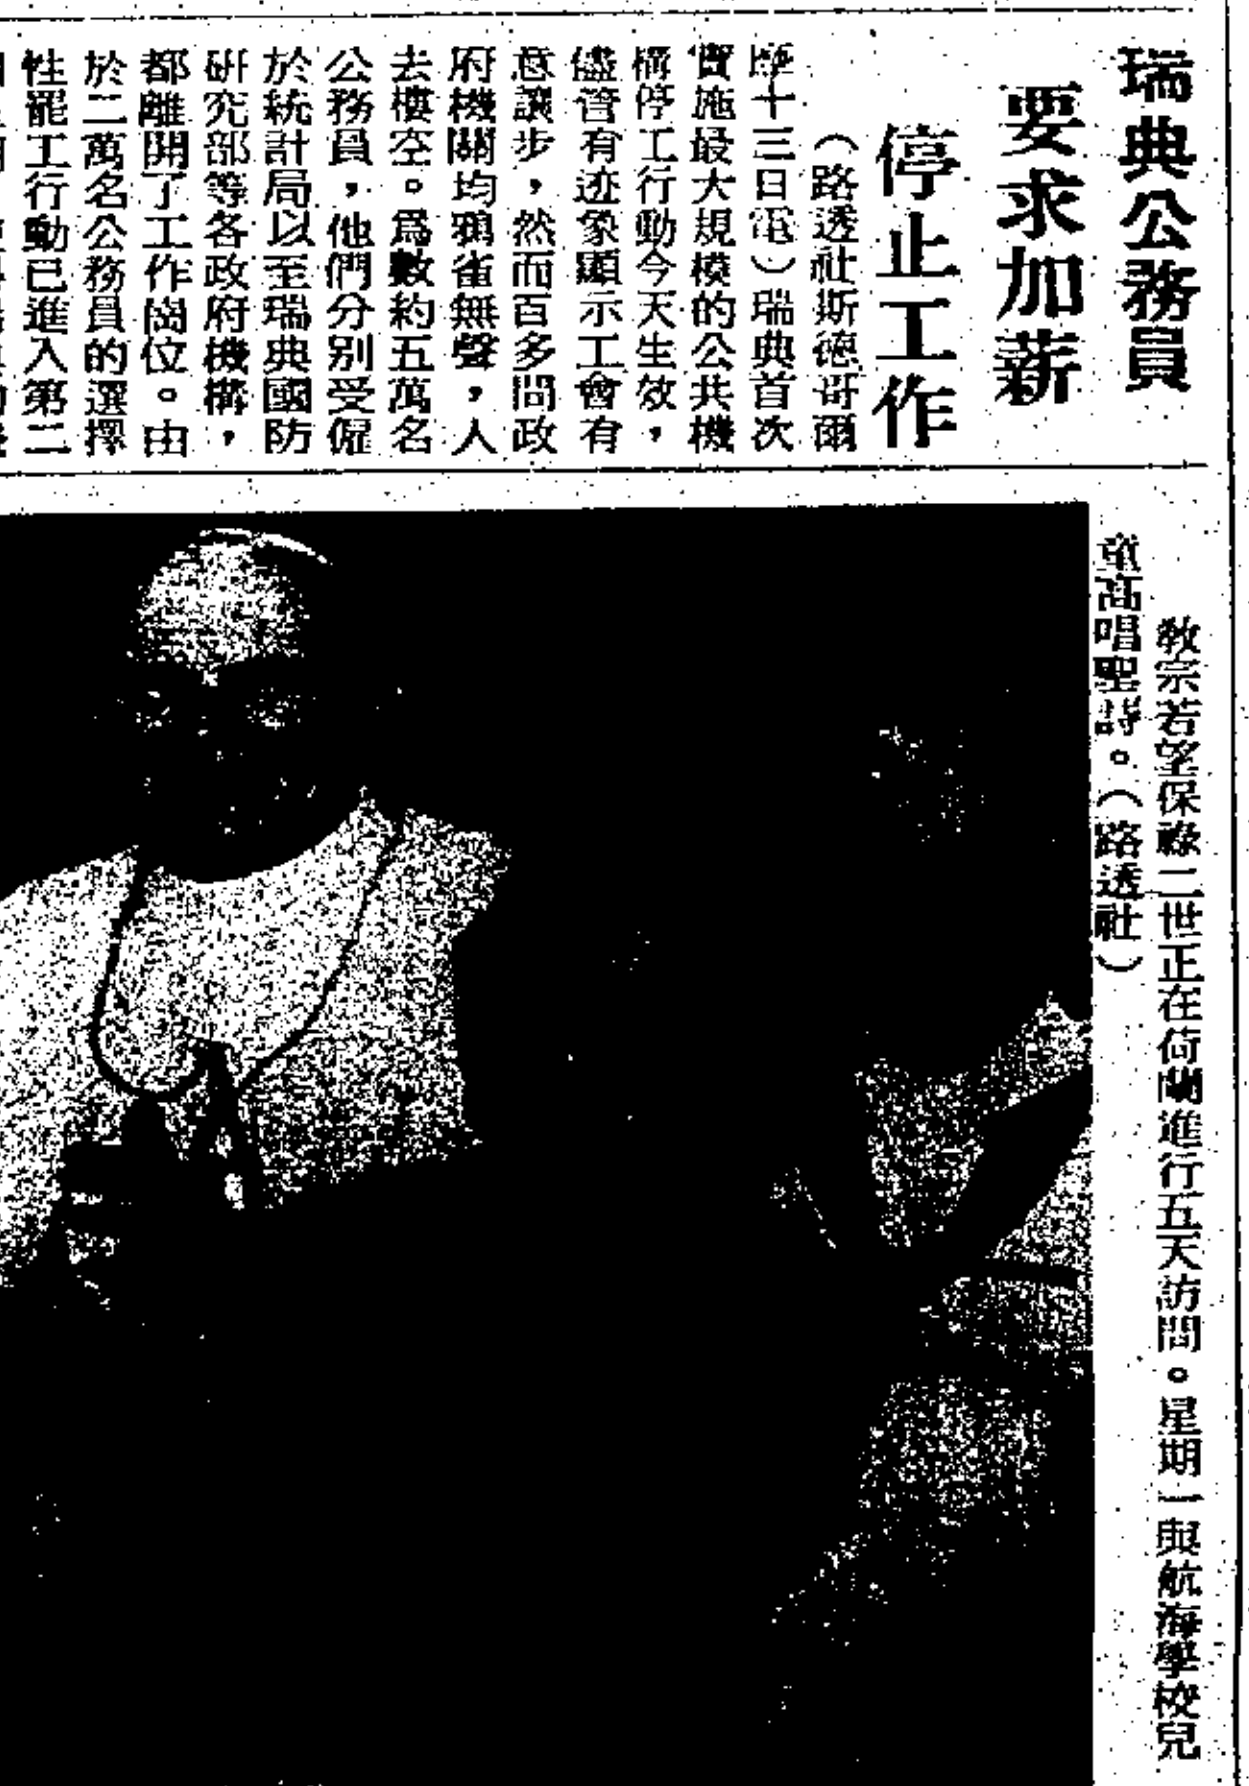 瑞典公務員
要求加薪
停止工作
（路透社斯德哥爾
摩十三日電）瑞典首次
實施最大規模的公共機
構停工行動今天生效，
儘管有迹象顯示工會有
意讓步，然而百多間政
府機關均鴉雀無聲，人
去樓空。爲數約五萬名
公務員，他們分別受僱
於統計局以至瑞典國防
研究部等各政府機構，
都離開了工作崗位。由
於二萬名公務員的選擇
性罷工行動已進入第二
教宗若望保祿二世正在荷蘭進行五天訪問。星期一與航海學校兒
童高唱聖詩。（路透社）